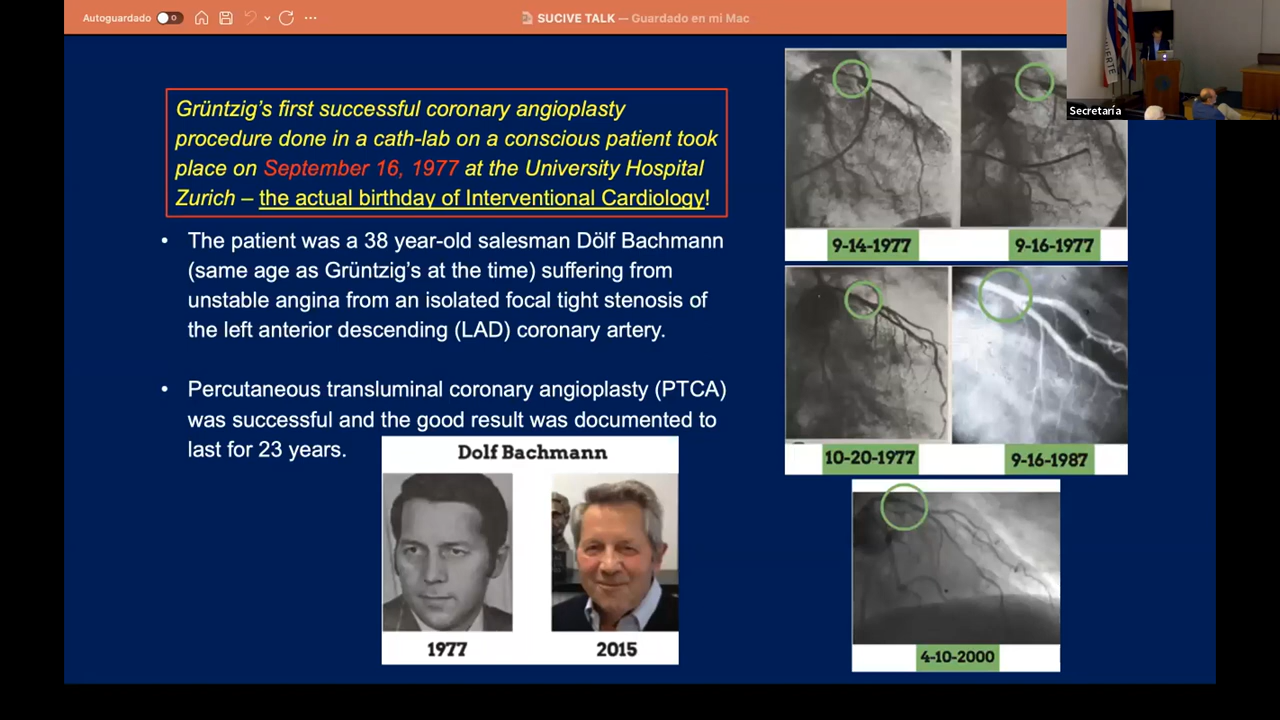 Autoguardado
SUCIVE TALK — Guardado en mi Mac
Secretaría
Grüntzig's first successful coronary angioplasty
procedure done in a cath-lab on a conscious patient took
place on September 16, 1977 at the University Hospital
Zurich – the actual birthday of Interventional Cardiology!
• The patient was a 38 year-old salesman Dölf Bachmann
(same age as Grüntzig's at the time) suffering from
unstable angina from an isolated focal tight stenosis of
the left anterior descending (LAD) coronary artery.
• Percutaneous transluminal coronary angioplasty (PTCA)
was successful and the good result was documented to
last for 23 years.
Dolf Bachmann
1977
2015
9-14-1977
9-16-1977
10-20-1977
9-16-1987
4-10-2000